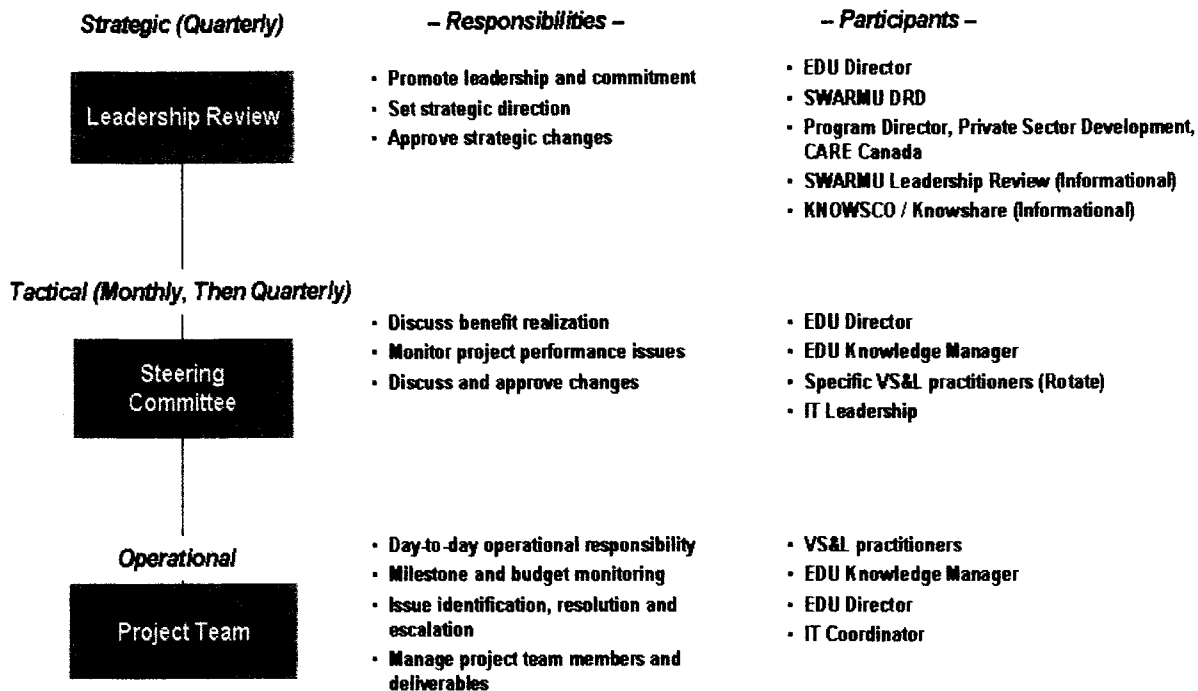 Strategic (Quarterly)
– Responsibilities –
– Participants –
Leadership Review
• Promote leadership and commitment
• Set strategic direction
• Approve strategic changes
• EDU Director
• SWARMU DRD
• Program Director, Private Sector Development,
CARE Canada
• SWARMU Leadership Review (Informational)
• KNOWSCO / Knowshare (Informational)
Tactical (Monthly, Then Quarterly)
Steering
Committee
• Discuss benefit realization
• Monitor project performance issues
• Discuss and approve changes
• EDU Director
• EDU Knowledge Manager
• Specific VS&L practitioners (Rotate)
• IT Leadership
Operational
Project Team
• Day-to-day operational responsibility
• Milestone and budget monitoring
• Issue identification, resolution and
escalation
• Manage project team members and
deliverables
• VS&L practitioners
• EDU Knowledge Manager
• EDU Director
• IT Coordinator